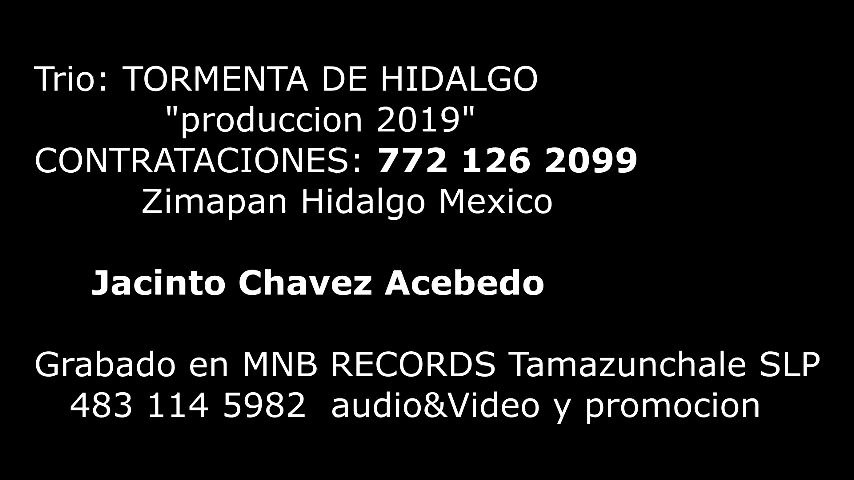 Trio: TORMENTA DE HIDALGO
"produccion 2019"
CONTRATACIONES: 772 126 2099
Zimapan Hidalgo Mexico
Jacinto Chavez Acebedo
Grabado en MNB RECORDS Tamazunchale SLP
483 114 5982 audio&Video y promocion